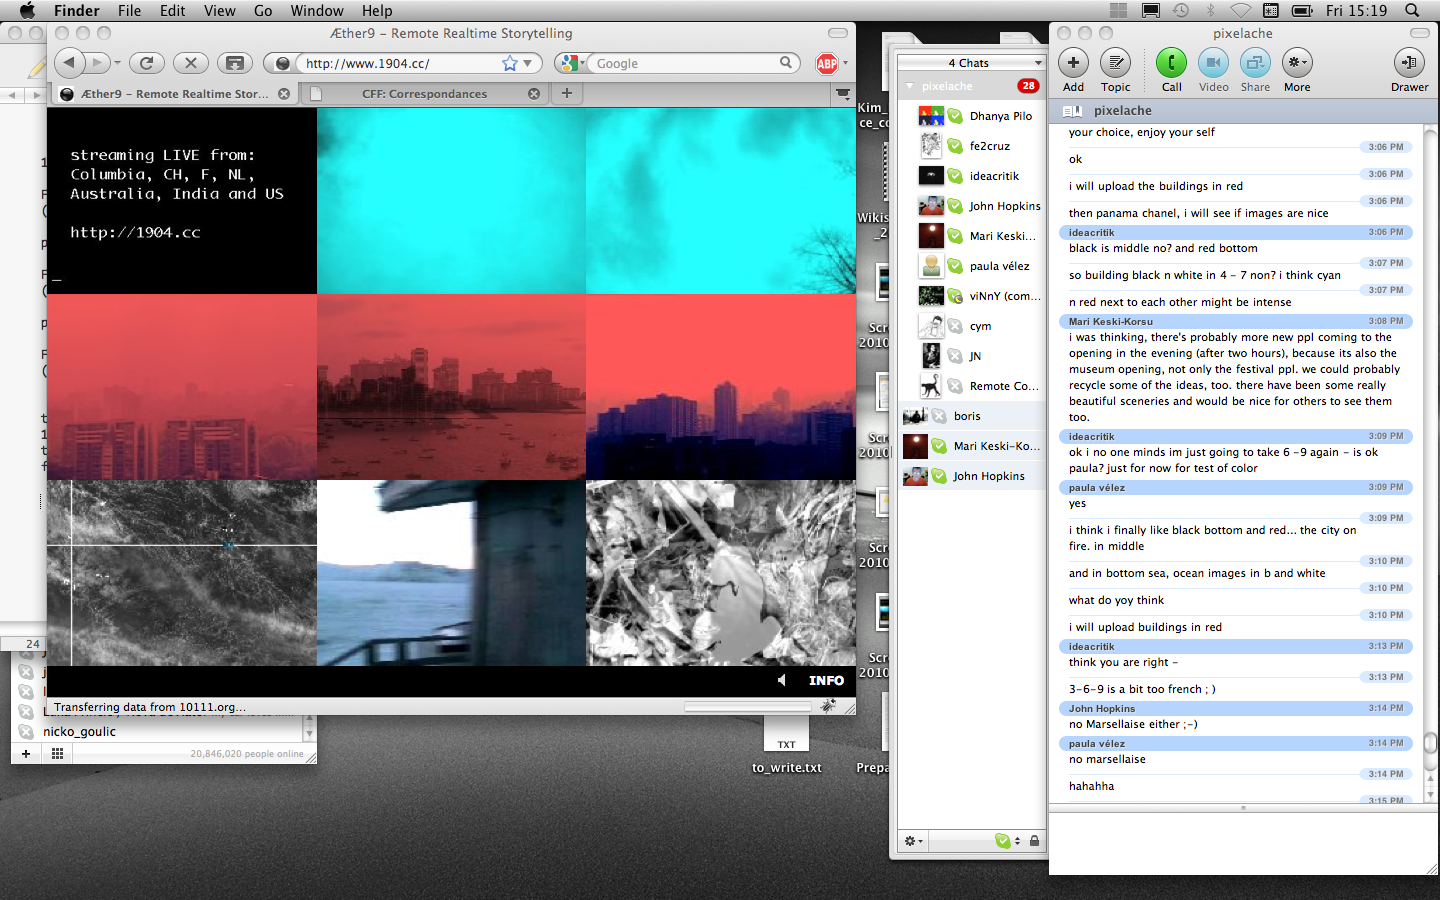 Finder File Edit View Go Window Help
Fri 15:19
Æther9 - Remote Realtime Storytelling
http://www.1904.cc/
Google
ABP
Æther9 - Remote Realtime Stor...
CFF: Correspondances
streaming LIVE from:
Columbia, CH, F, NL,
Australia, India and US
http://1904.cc
_
INFO
Transferring data from 10111.org...
24
nicko_goulic
20,846,020 people online
TXT
to_write.txt
Prepa
Kim_
ce_co
Wikis
_2
Scr
2010
Scr
2010
Scr
2010
Scr
2010
4 Chats
pixelache
28
Dhanya Pilo
fe2cruz
ideacritik
John Hopkins
Mari Keski...
paula vélez
viNnY (com...
cym
JN
Remote Co...
boris
Mari Keski-Ko...
John Hopkins
pixelache
Add Topic Call Video Share More Drawer
pixelache
your choice, enjoy your self
3:06 PM
ok
3:06 PM
i will upload the buildings in red
3:06 PM
then panama chanel, i will see if images are nice
ideacritik 3:06 PM
black is middle no? and red bottom
3:07 PM
so building black n white in 4 - 7 non? i think cyan
3:07 PM
n red next to each other might be intense
Mari Keski-Korsu 3:08 PM
i was thinking, there's probably more new ppl coming to the
opening in the evening (after two hours), because its also the
museum opening, not only the festival ppl. we could probably
recycle some of the ideas, too. there have been some really
beautiful sceneries and would be nice for others to see them
too.
ideacritik 3:09 PM
ok i no one minds im just going to take 6 -9 again - is ok
paula? just for now for test of color
paula vélez 3:09 PM
yes
3:09 PM
i think i finally like black bottom and red... the city on
fire. in middle
3:10 PM
and in bottom sea, ocean images in b and white
3:10 PM
what do yoy think
3:10 PM
i will upload buildings in red
ideacritik 3:13 PM
think you are right -
3:13 PM
3-6-9 is a bit too french ; )
John Hopkins 3:14 PM
no Marsellaise either ;-)
paula vélez 3:14 PM
no marsellaise
3:14 PM
hahahha
3:15 PM